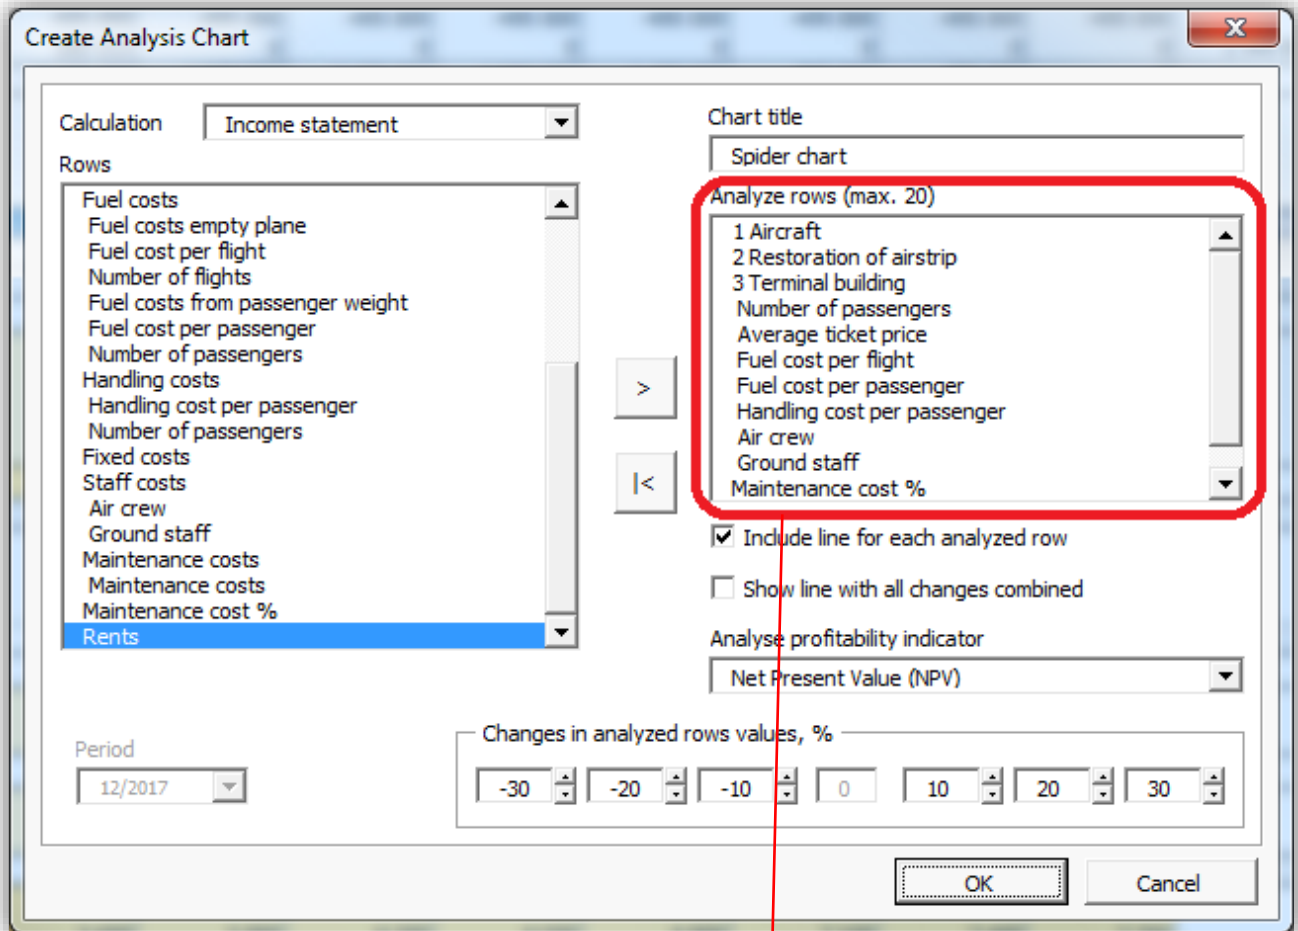 Create Analysis Chart
X
Calculation
Income statement
Rows
Fuel costs
Fuel costs empty plane
Fuel cost per flight
Number of flights
Fuel costs from passenger weight
Fuel cost per passenger
Number of passengers
Handling costs
Handling cost per passenger
Number of passengers
Fixed costs
Staff costs
Air crew
Ground staff
Maintenance costs
Maintenance costs
Maintenance cost %
Rents
>
|<
Chart title
Spider chart
Analyze rows (max. 20)
1 Aircraft
2 Restoration of airstrip
3 Terminal building
Number of passengers
Average ticket price
Fuel cost per flight
Fuel cost per passenger
Handling cost per passenger
Air crew
Ground staff
Maintenance cost %
Include line for each analyzed row
Show line with all changes combined
Analyse profitability indicator
Net Present Value (NPV)
Period
12/2017
Changes in analyzed rows values, %
-30 -20 -10 0 10 20 30
OK Cancel